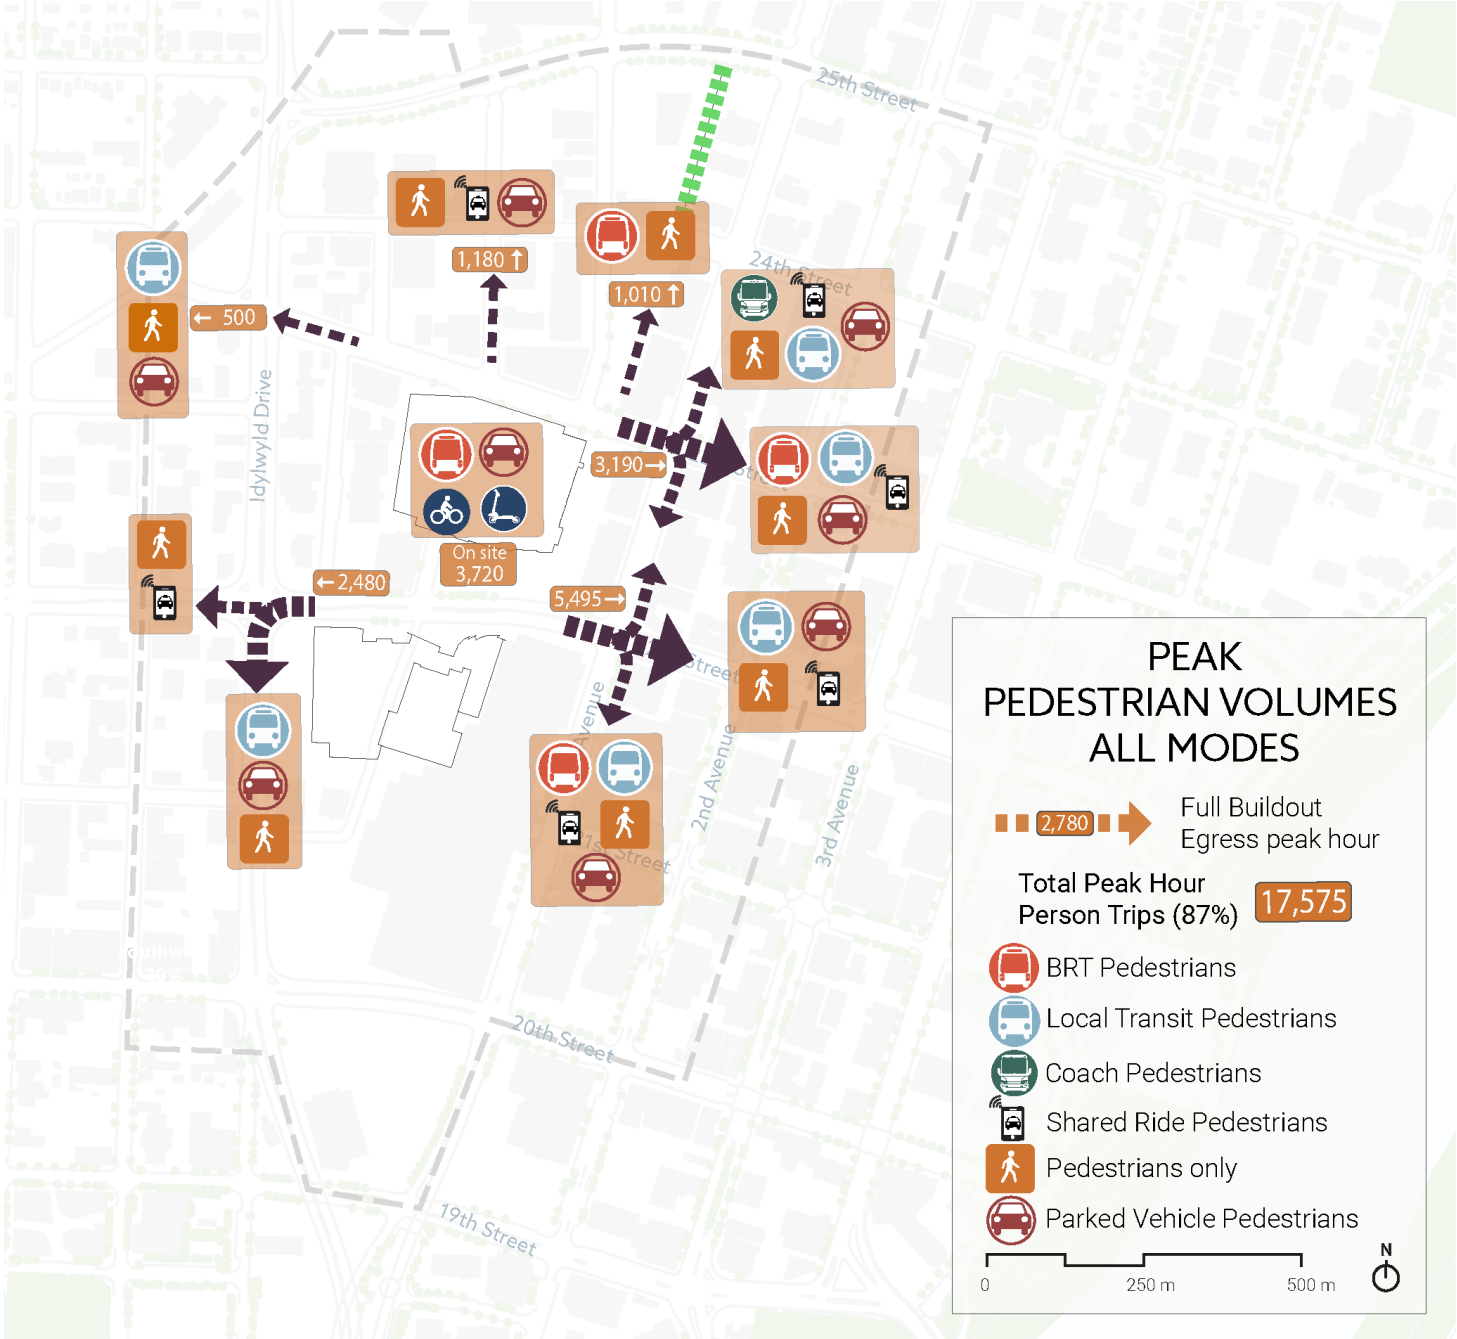 25th Street
1,180 ↑
24th Street
1,010 ↑
← 500
Idylwyld Drive
3,190→
On site
3,720
←2,480
5,495→
Street
Avenue
2nd Avenue
3rd Avenue
1st Street
20th Street
19th Street
PEAK
PEDESTRIAN VOLUMES
ALL MODES
2,780
Full Buildout
Egress peak hour
Total Peak Hour
Person Trips (87%)
17,575
BRT Pedestrians
Local Transit Pedestrians
Coach Pedestrians
Shared Ride Pedestrians
Pedestrians only
Parked Vehicle Pedestrians
N
0
250 m
500 m